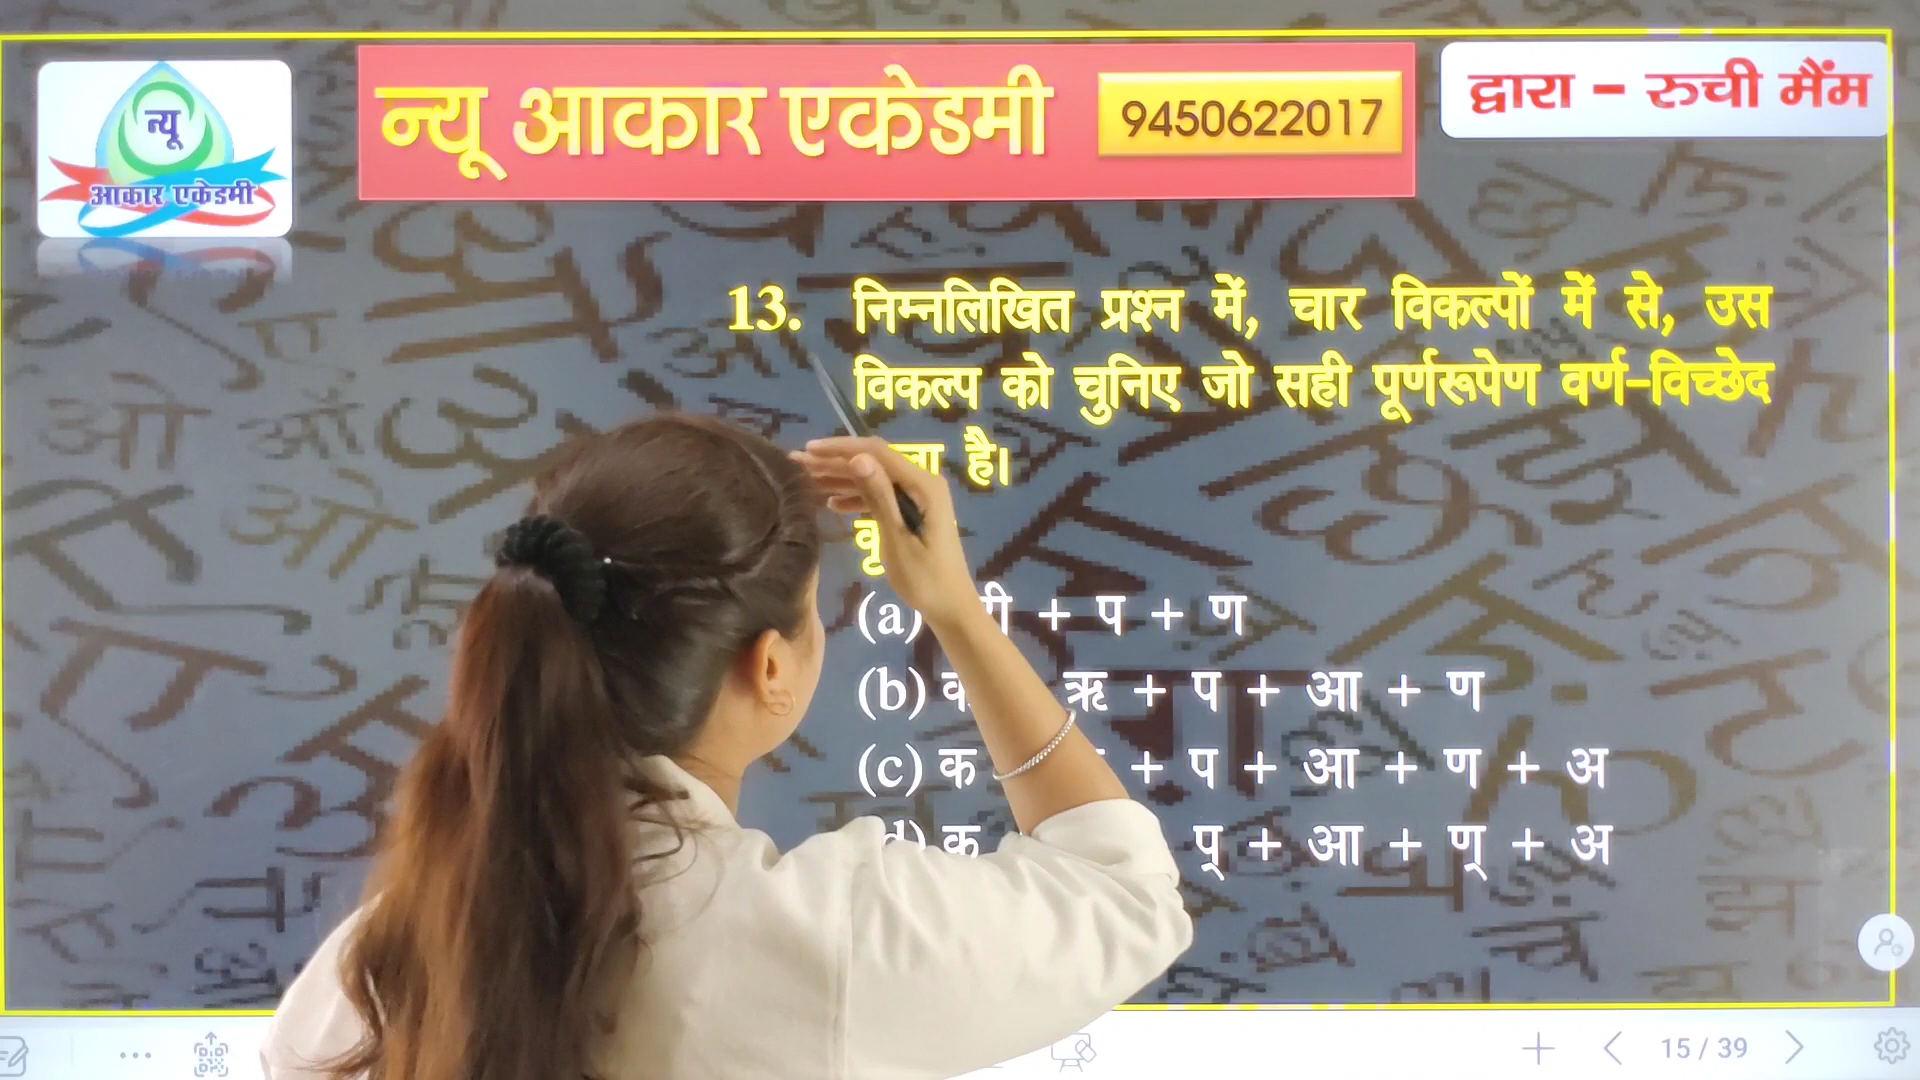 न्यू
आकार एकेडमी
न्यू आकार एकेडमी
9450622017
द्वारा - रुची मैंम
13. निम्नलिखित प्रश्न में, चार विकल्पों में से, उस
विकल्प को चुनिए जो सही पूर्णरूपेण वर्ण-विच्छेद
है।
(a) + प + ण
(b) ऋ + प + आ + ण
(c) क + प + आ + ण + अ
क प् + आ + ण् + अ
15 / 39